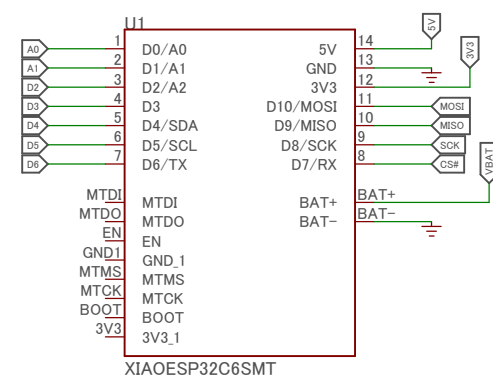 U1
5V
3V3
A0 1 D0/A0 5V 14
A1 2 D1/A1 GND 13
D2 3 D2/A2 3V3 12
D3 4 D3 D10/MOSI 11 MOSI
D4 5 D4/SDA D9/MISO 10 MISO
D5 6 D5/SCL D8/SCK 9 SCK
D6 7 D6/TX D7/RX 8 CS#
VBAT
MTDI MTDI BAT+ BAT+
MTDO MTDO BAT- BAT-
EN EN
GND1 GND_1
MTMS MTMS
MTCK MTCK
BOOT BOOT
3V3 3V3_1
XIAOESP32C6SMT